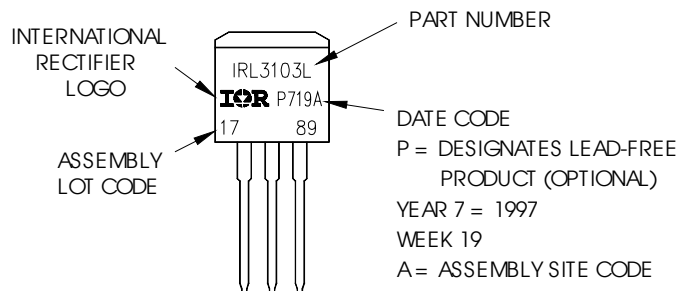 INTERNATIONAL
RECTIFIER
LOGO
ASSEMBLY
LOT CODE
IRL3103L
IOR P719A
17 89
PART NUMBER
DATE CODE
P = DESIGNATES LEAD-FREE
PRODUCT (OPTIONAL)
YEAR 7 = 1997
WEEK 19
A = ASSEMBLY SITE CODE